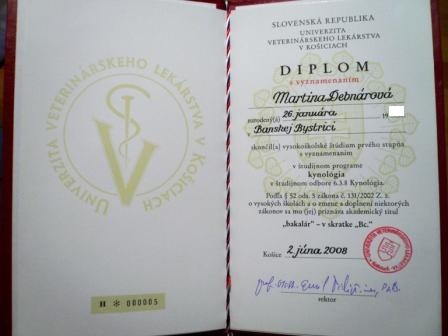 UNIVERZITA VETERINÁRSKEHO LEKÁRSTVA V KOŠICIACH
V
H * 000005
SLOVENSKÁ REPUBLIKA
UNIVERZITA
VETERINÁRSKEHO LEKÁRSTVA
V KOŠICIACH
DIPLOM
s vyznamenaním
Martina Debnárová
narodený(á) 26. januára 19
v Banskej Bystrici
skončil(a) vysokoškolské štúdium prvého stupňa
s vyznamenaním
v študijnom programe
kynológia
v študijnom odbore 6.3.8 Kynológia.
Podľa § 52 ods. 5 zákona č. 131/2002 Z. z.
o vysokých školách a o zmene a doplnení niektorých
zákonov sa mu (jej) priznáva akademický titul
„bakalár" - v skratke „Bc."
Košice 2. júna 2008
rektor